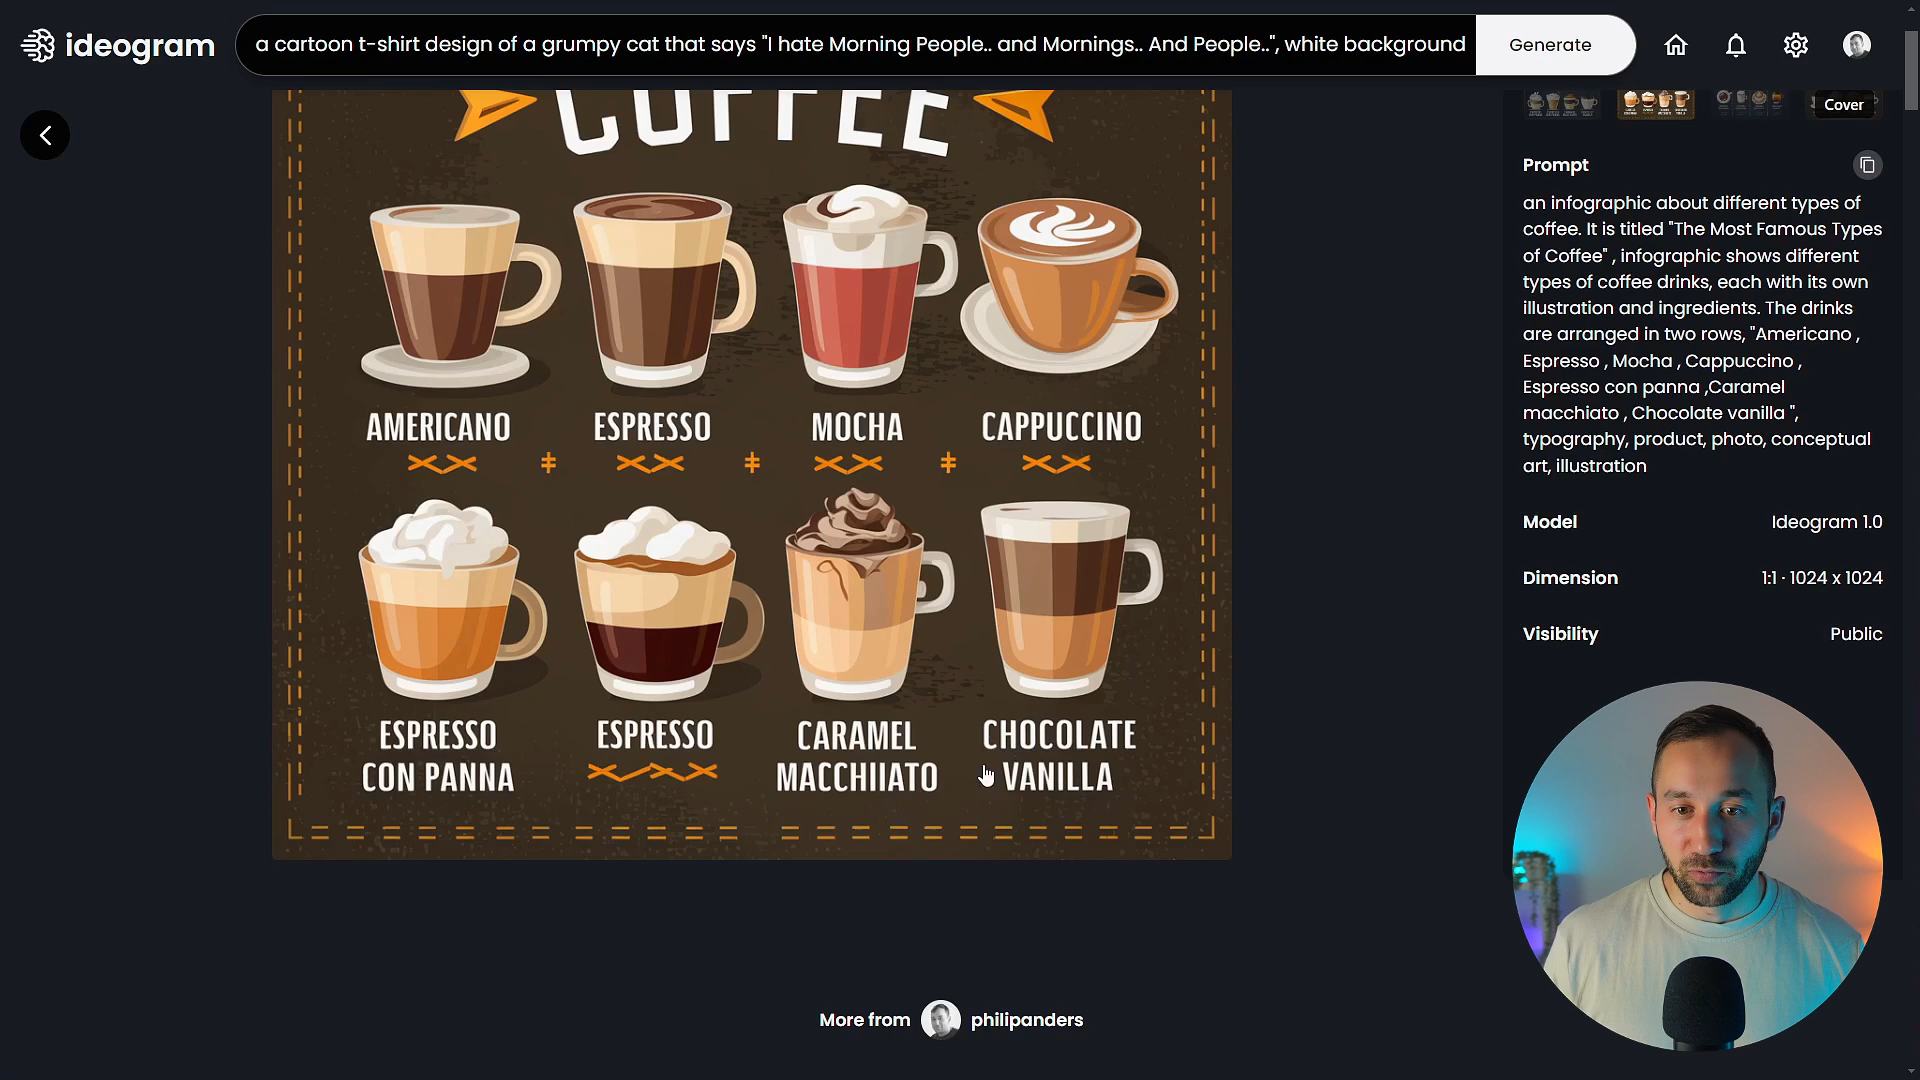 ideogram
a cartoon t-shirt design of a grumpy cat that says "I hate Morning People.. and Mornings.. And People..", white background
Generate
COFFEE
Cover
AMERICANO
ESPRESSO
MOCHA
CAPPUCCINO
ESPRESSO
CON PANNA
ESPRESSO
CARAMEL
MACCHIIATO
CHOCOLATE
VANILLA
Prompt
an infographic about different types of
coffee. It is titled "The Most Famous Types
of Coffee" , infographic shows different
types of coffee drinks, each with its own
illustration and ingredients. The drinks
are arranged in two rows, "Americano ,
Espresso , Mocha , Cappuccino ,
Espresso con panna ,Caramel
macchiato , Chocolate vanilla ",
typography, product, photo, conceptual
art, illustration
Model
Ideogram 1.0
Dimension
1:1 · 1024 x 1024
Visibility
Public
More from philipanders